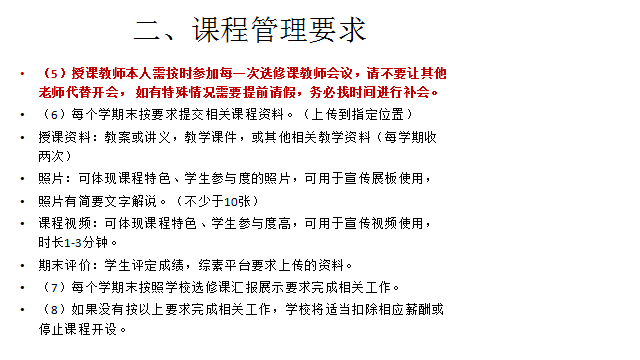 二、课程管理要求
• （5）授课教师本人需按时参加每一次选修课教师会议，请不要让其他
老师代替开会， 如有特殊情况需要提前请假，务必找时间进行补会。
• （6）每个学期末按要求提交相关课程资料。（上传到指定位置）
• 授课资料：教案或讲义，教学课件，或其他相关教学资料（每学期收
两次）
• 照片：可体现课程特色、学生参与度的照片，可用于宣传展板使用，
• 照片有简要文字解说。（不少于10张）
• 课程视频：可体现课程特色、学生参与度高，可用于宣传视频使用，
时长1-3分钟。
• 期末评价：学生评定成绩，综素平台要求上传的资料。
• （7）每个学期末按照学校选修课汇报展示要求完成相关工作。
• （8）如果没有按以上要求完成相关工作，学校将适当扣除相应薪酬或
停止课程开设。